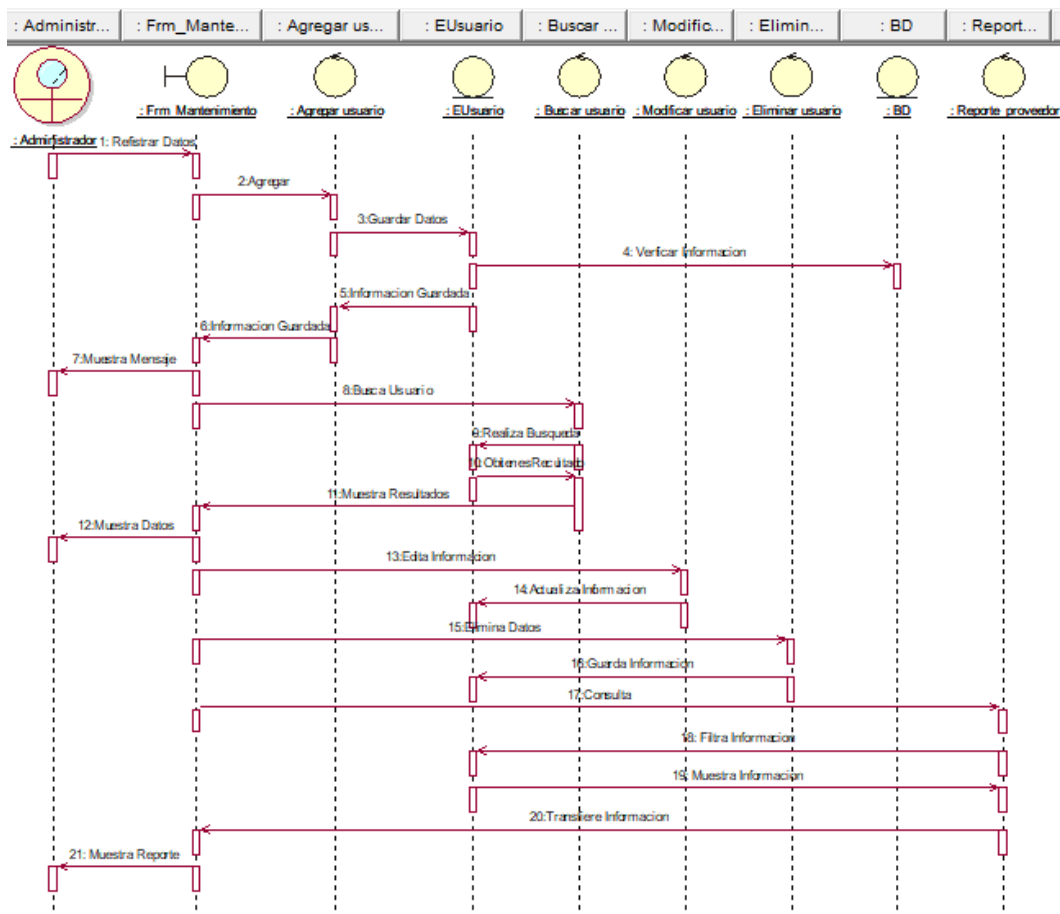 : Administr...
: Frm_Mante...
: Agregar us...
: EUsuario
: Buscar ...
: Modific...
: Elimin...
: BD
: Report...
: Frm Mantenimiento
: Agregar usuario
: EUsuario
: Buscar usuario
: Modificar usuario
: Eliminar usuario
: BD
: Reporte proveedor
: Administrador
1: Refistrar Datos
2:Agregar
3:Guardar Datos
4: Verficar Informacion
5:Informacion Guardada
6:Informacion Guardada
7:Muestra Mensaje
8:Busca Usuario
9:Realiza Busqueda
10:ObtienesRecultado
11:Muestra Resultados
12:Muestra Datos
13:Edita Informacion
14:Actualiza Informacion
15:Elimina Datos
16:Guarda Informacion
17:Consulta
18: Filtra Informacion
19: Muestra Informacion
20:Transfiere Informacion
21: Muestra Reporte